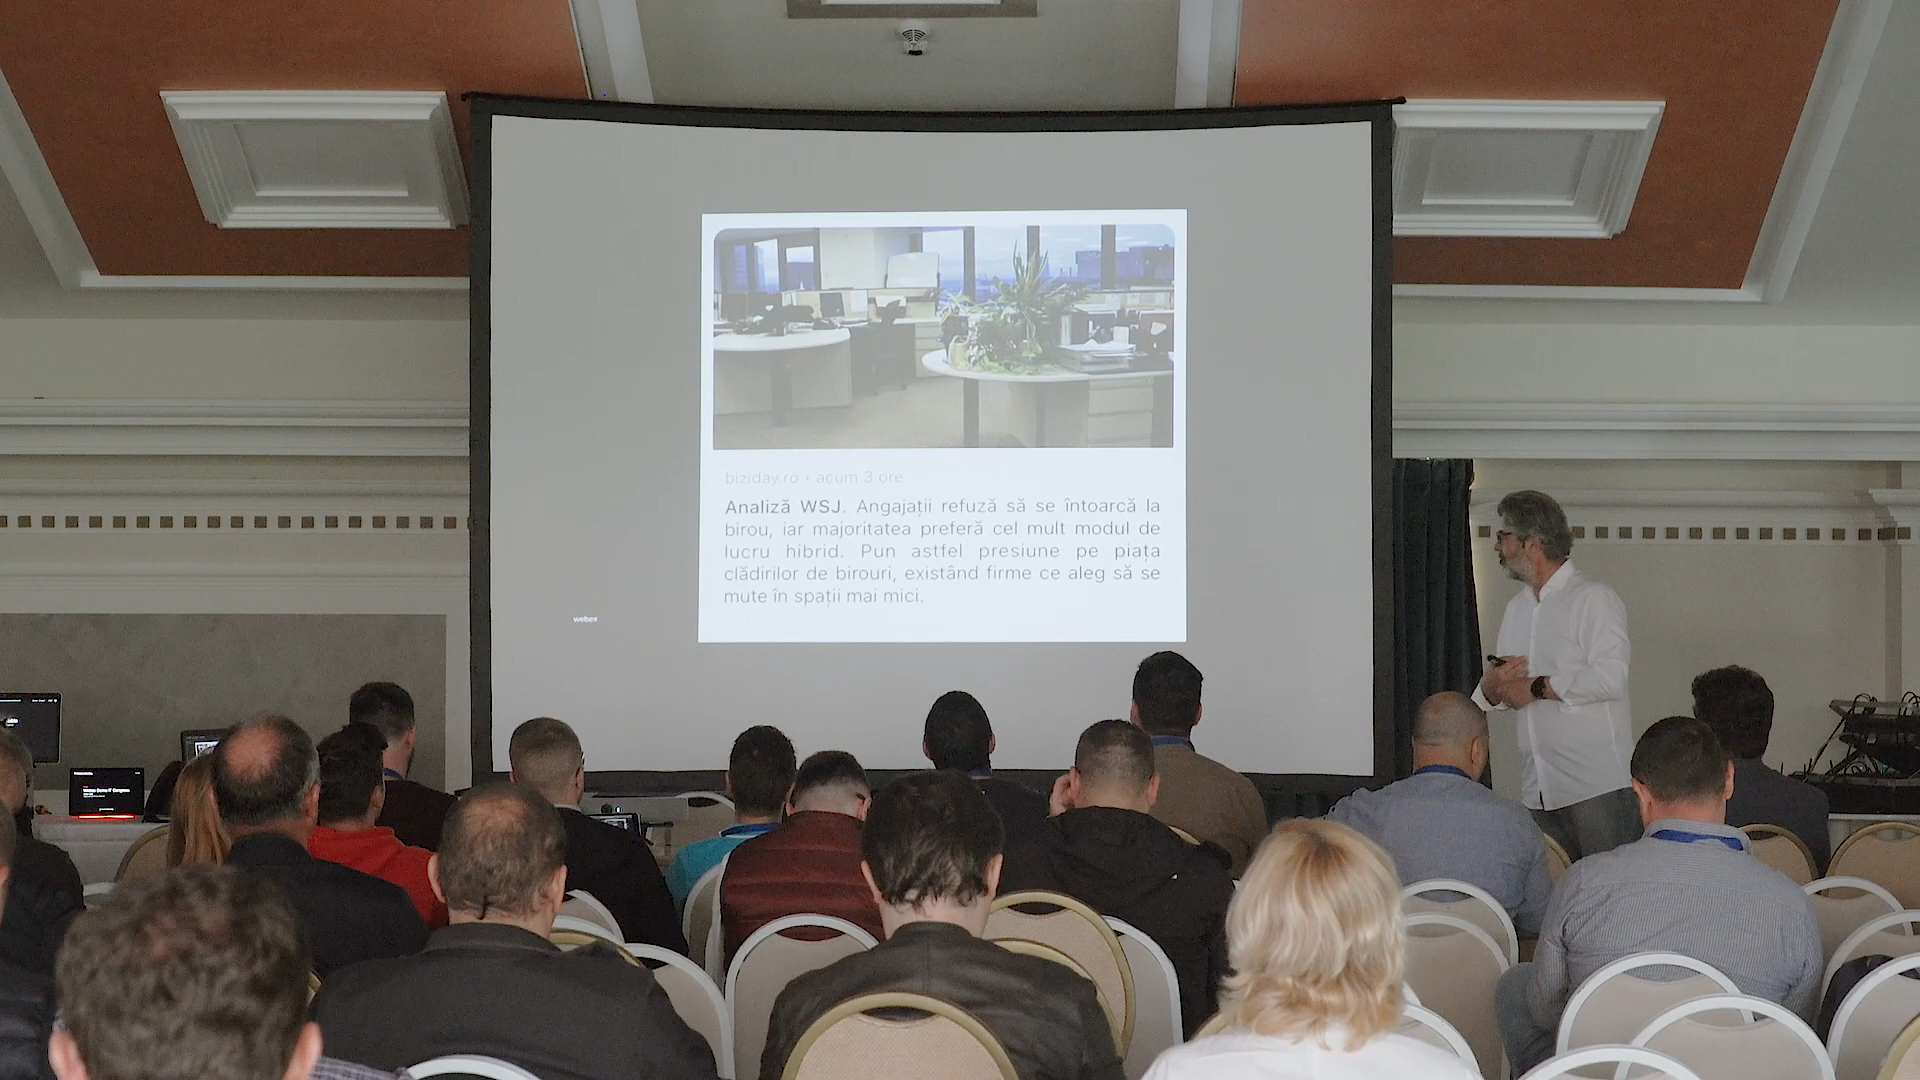 biziday.ro • acum 3 ore
Analiză WSJ. Angajații refuză să se întoarcă la
birou, iar majoritatea preferă cel mult modul de
lucru hibrid. Pun astfel presiune pe piața
clădirilor de birouri, existând firme ce aleg să se
mute în spații mai mici.
webex